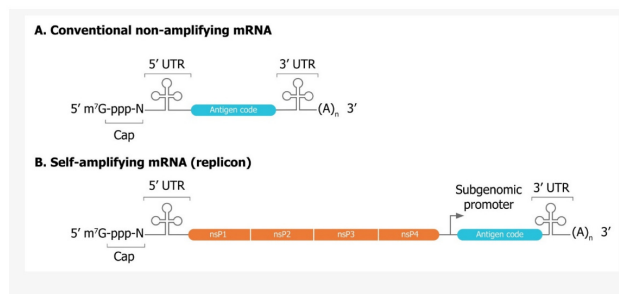 A. Conventional non-amplifying mRNA
5′ UTR 3′ UTR
5′ m⁷G-ppp-N Antigen code (A)ₙ 3′
Cap
B. Self-amplifying mRNA (replicon)
5′ UTR Subgenomic promoter 3′ UTR
5′ m⁷G-ppp-N nsP1 nsP2 nsP3 nsP4 Antigen code (A)ₙ 3′
Cap